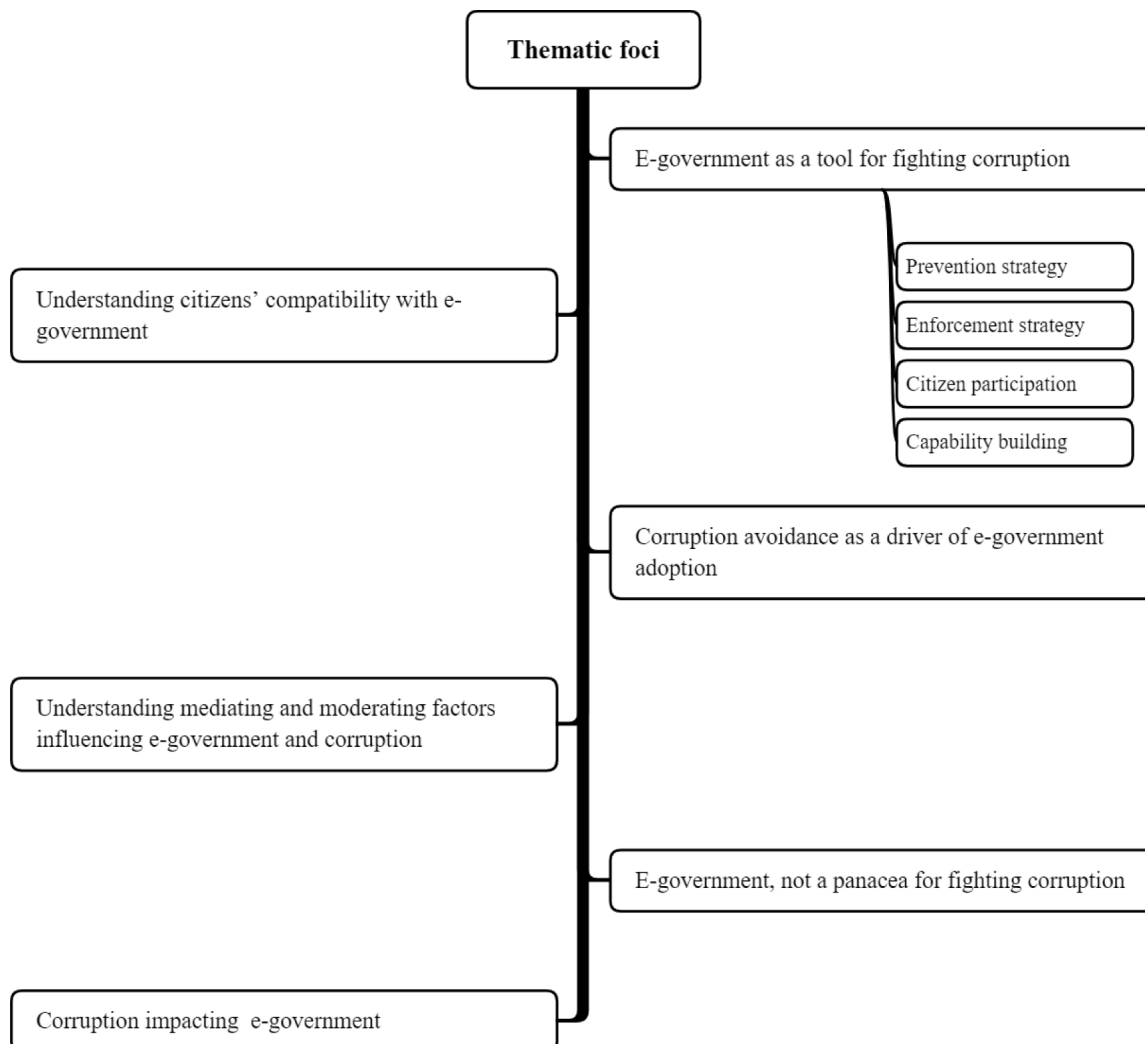 Thematic foci
E-government as a tool for fighting corruption
Prevention strategy
Enforcement strategy
Citizen participation
Capability building
Understanding citizens’ compatibility with e-
government
Corruption avoidance as a driver of e-government
adoption
Understanding mediating and moderating factors
influencing e-government and corruption
E-government, not a panacea for fighting corruption
Corruption impacting  e-government